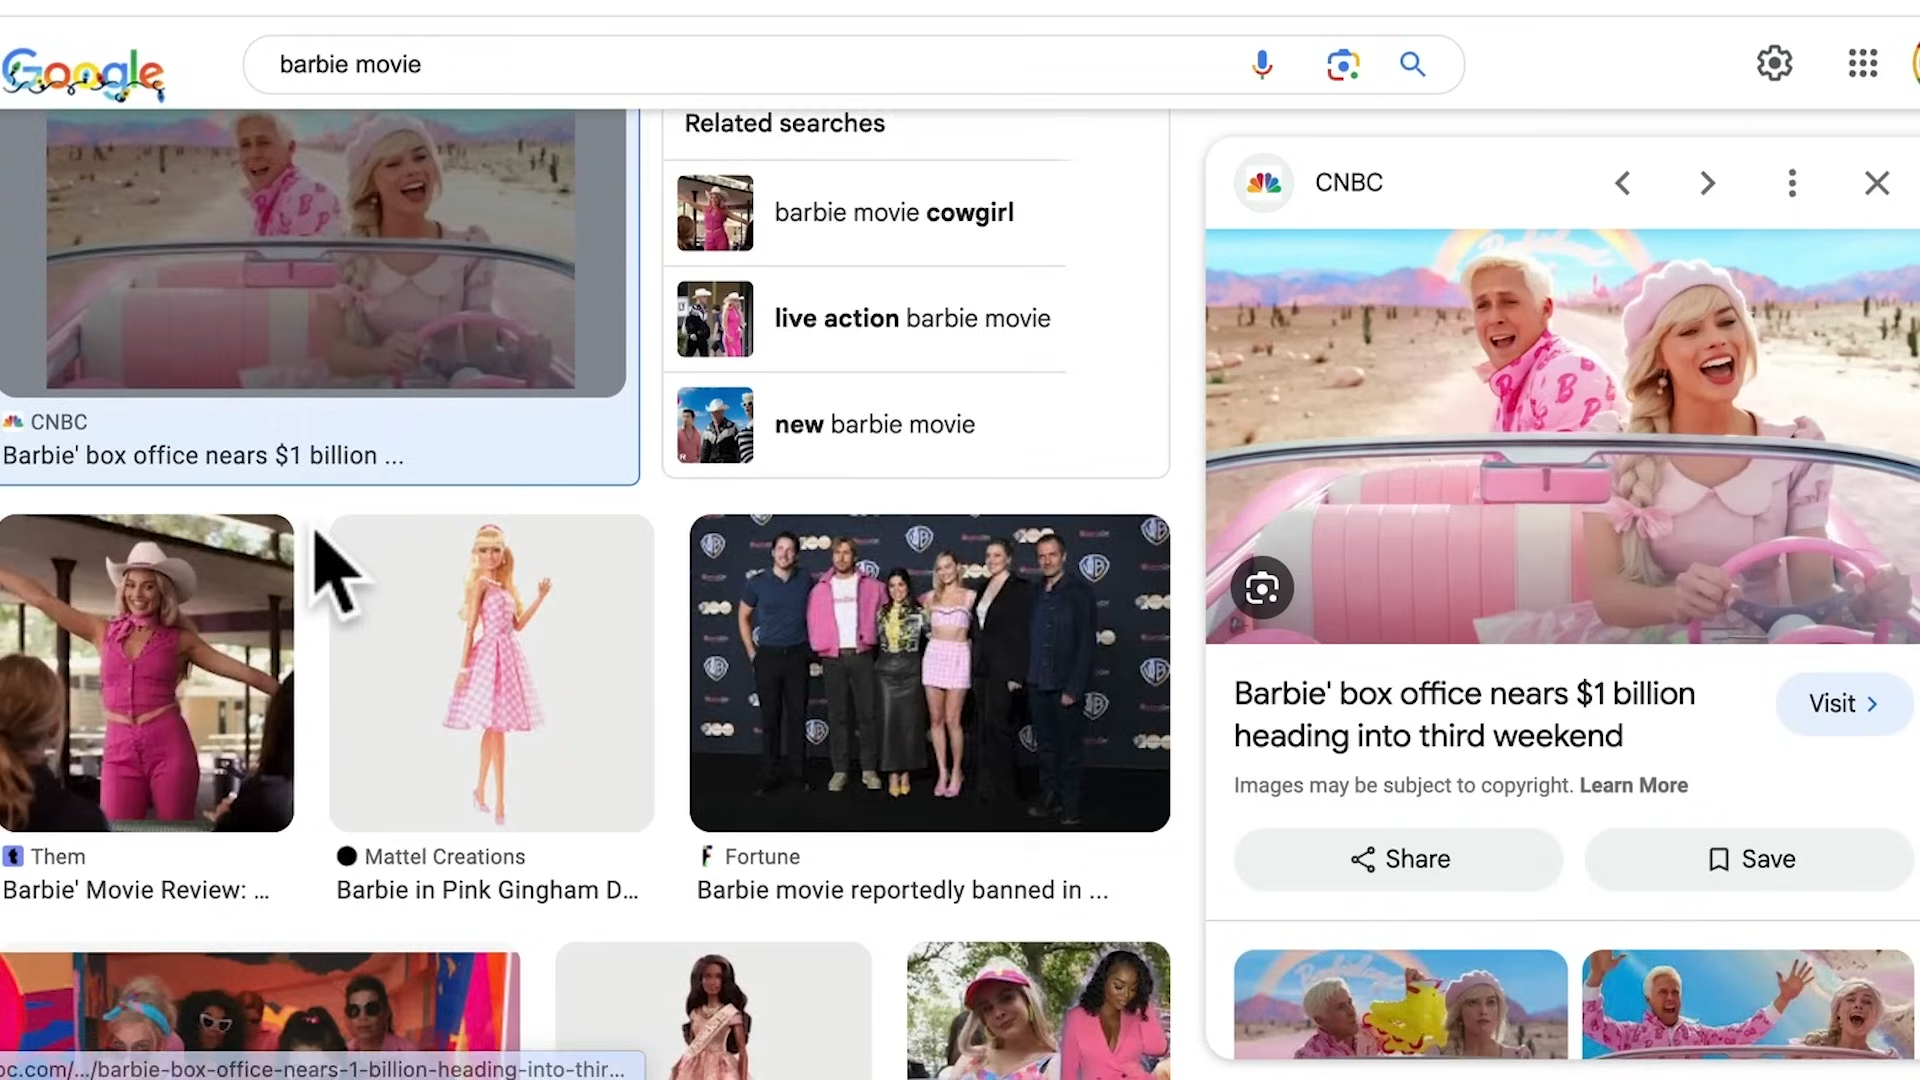 Google
barbie movie
Related searches
barbie movie cowgirl
live action barbie movie
new barbie movie
CNBC
Barbie' box office nears $1 billion ...
CNBC
Barbie' box office nears $1 billion
heading into third weekend
Visit
Images may be subject to copyright. Learn More
Share
Save
Them
Barbie' Movie Review: ...
Mattel Creations
Barbie in Pink Gingham D...
Fortune
Barbie movie reportedly banned in ...
bc.com/.../barbie-box-office-nears-1-billion-heading-into-thir...